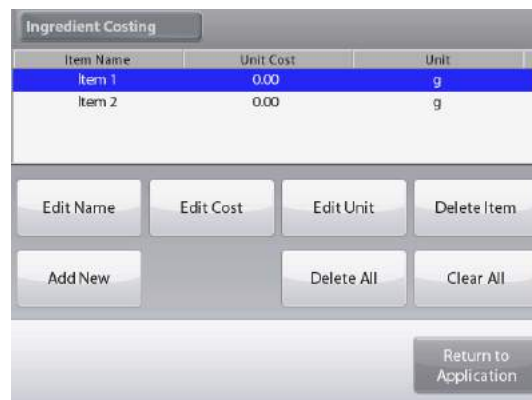 Ingredient Costing
Item Name Unit Cost Unit
Item 1 0.00 g
Item 2 0.00 g
Edit Name Edit Cost Edit Unit Delete Item
Add New Delete All Clear All
Return to
Application